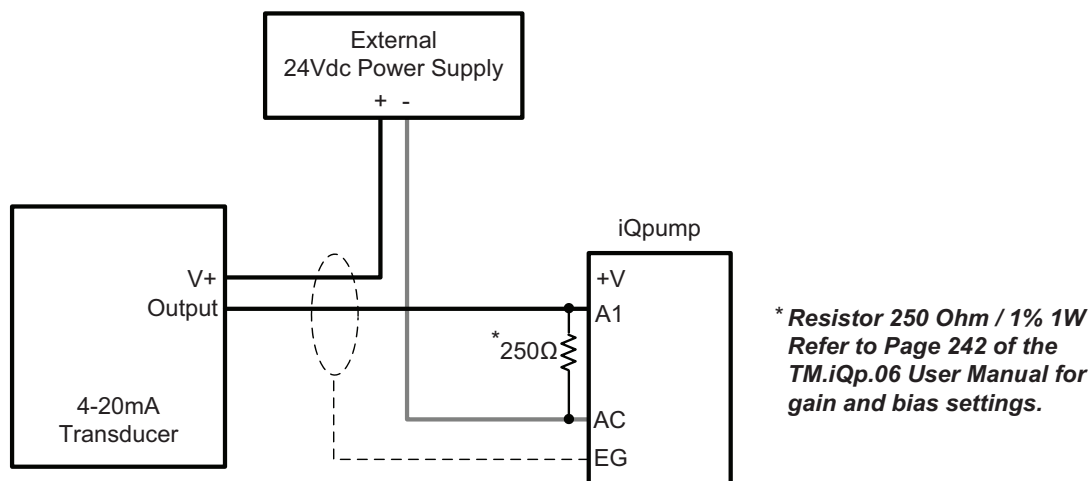 External
24Vdc Power Supply
+ -
iQpump
V+
Output
+V
A1
*250Ω
AC
EG
4-20mA
Transducer
* Resistor 250 Ohm / 1% 1W
Refer to Page 242 of the
TM.iQp.06 User Manual for
gain and bias settings.